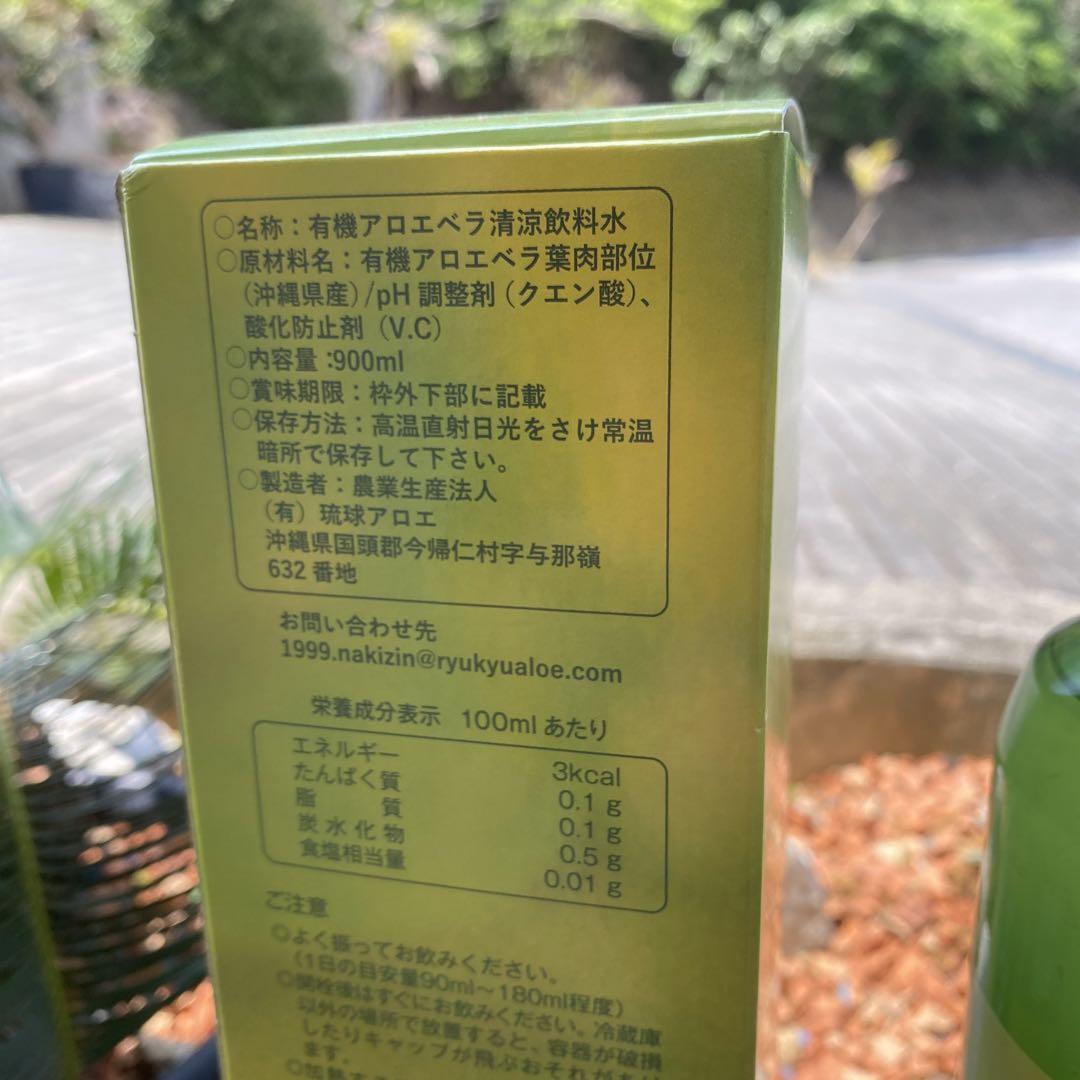 ○名称：有機アロエベラ清涼飲料水
○原材料名：有機アロエベラ葉肉部位
(沖縄県産)/pH 調整剤(クエン酸)、
酸化防止剤 (V.C)
○内容量:900ml
○賞味期限：枠外下部に記載
○保存方法：高温直射日光をさけ常温
暗所で保存して下さい。
○製造者：農業生産法人
(有) 琉球アロエ
沖縄県国頭郡今帰仁村字与那嶺
632 番地
お問い合わせ先
1999.nakizin@ryukyualoe.com
栄養成分表示 100mlあたり
エネルギー 3kcal
たんぱく質 0.1 g
脂質 0.1 g
炭水化物 0.5 g
食塩相当量 0.01 g
ご注意
◎よく振ってお飲みください。
(1日の目安量90ml～180ml程度)
◎開栓後はすぐにお飲みください。冷蔵庫
以外の場所で放置すると、容器が破損
したりキャップが飛ぶおそれがあり
ます。